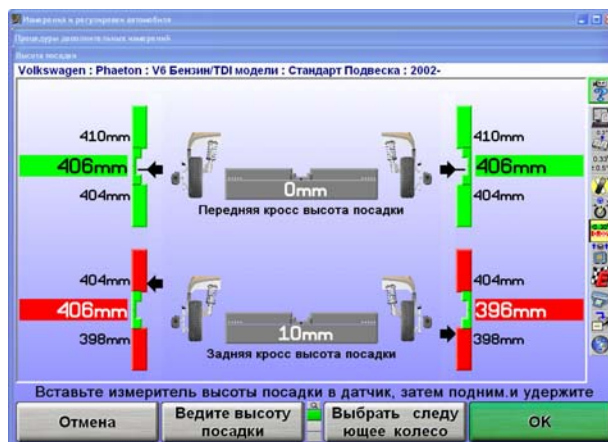 Измерения и регулировки автомобиля
Процедуры дополнительных измерений
Высота посадки
Volkswagen : Phaeton : V6 Бензин/TDI модели : Стандарт Подвеска : 2002-
410mm 410mm
406mm 0mm 406mm
404mm 404mm
Передняя кросс высота посадки
404mm 404mm
406mm 10mm 396mm
398mm 398mm
Задняя кросс высота посадки
Вставьте измеритель высоты посадки в датчик, затем подним.и удержите
Отмена
Ведите высоту
посадки
Выбрать следу
ющее колесо
OK